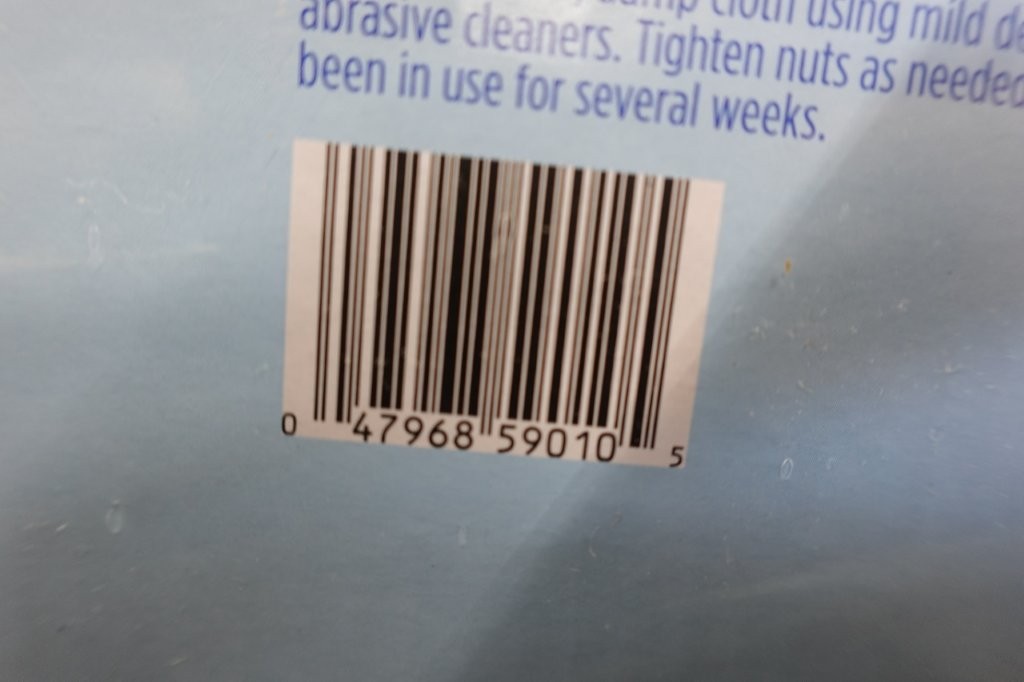 cloth using mild
abrasive cleaners. Tighten nuts as needed
been in use for several weeks.
0 47968 59010 5